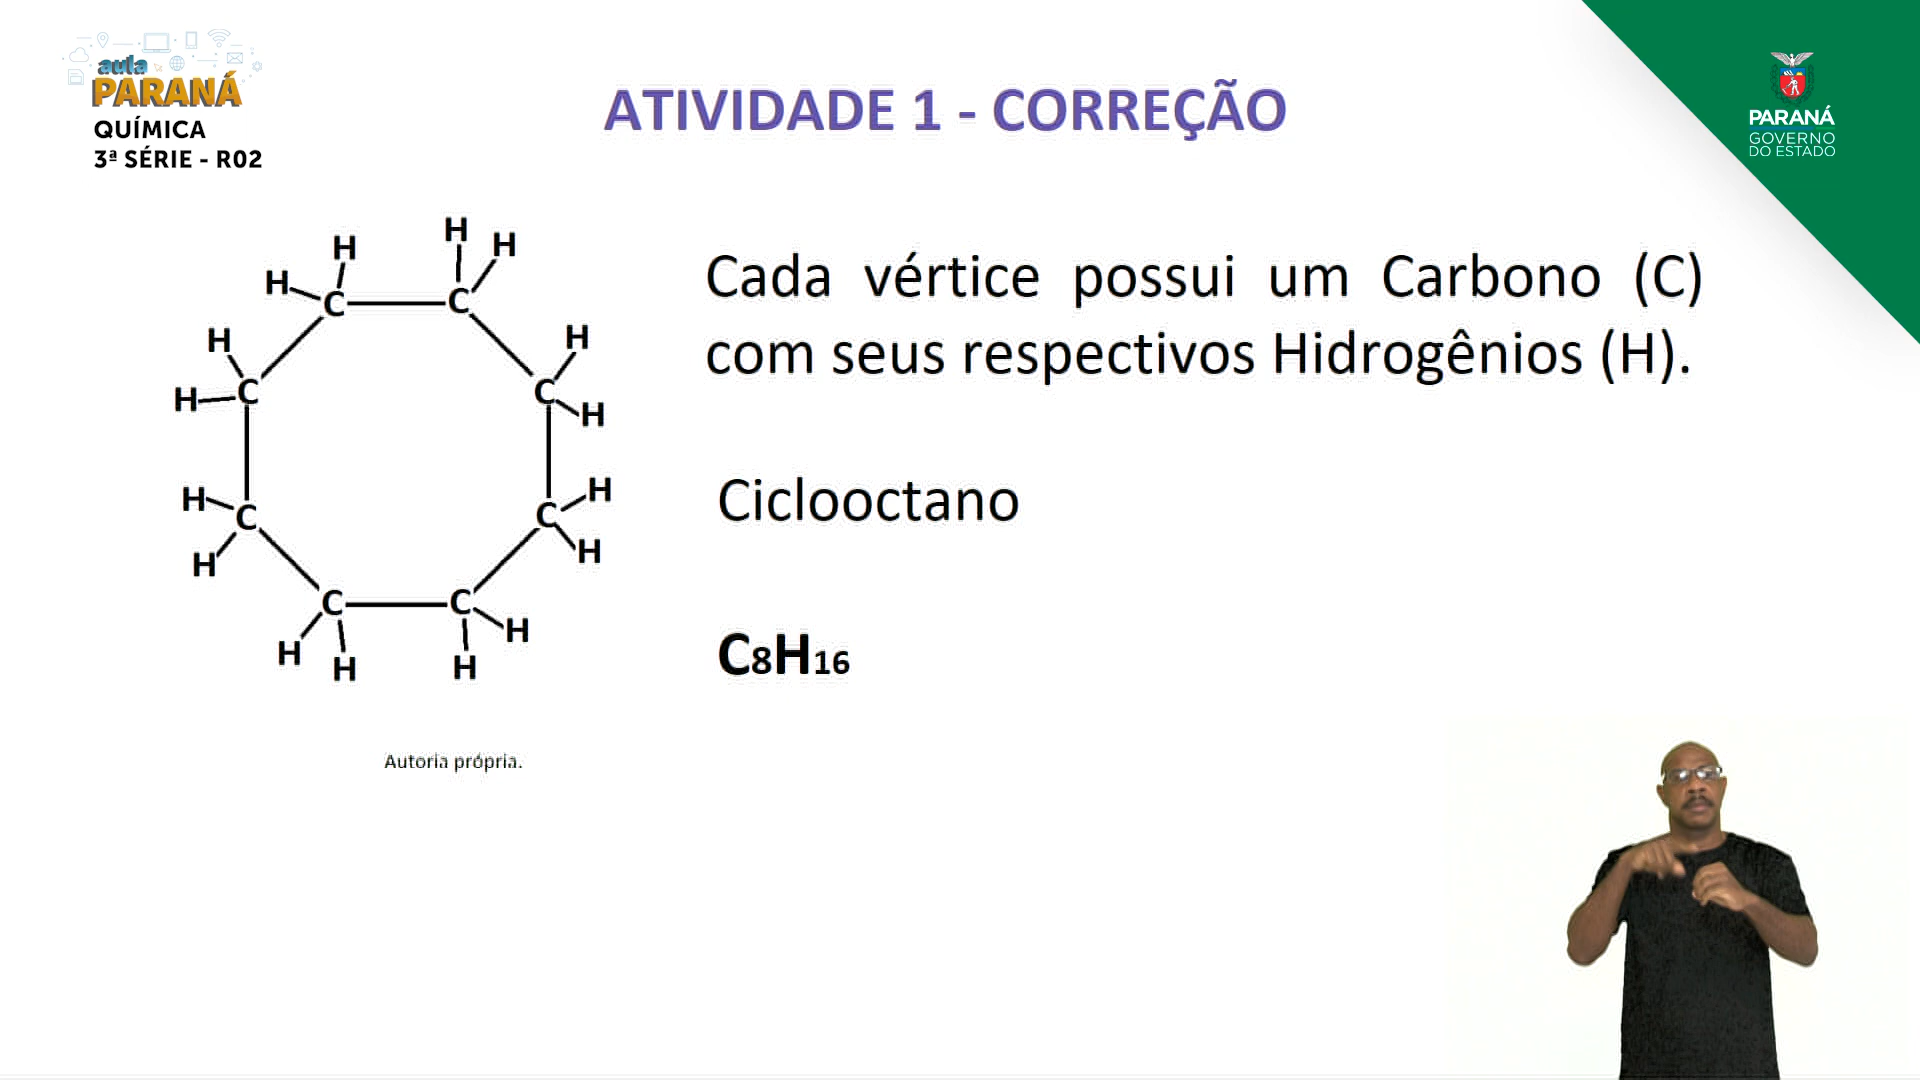 aula
PARANÁ
QUÍMICA
3ª SÉRIE - R02
ATIVIDADE 1 - CORREÇÃO
PARANÁ
GOVERNO
DO ESTADO
H H H
H C C
H H
H C C H
H C C H
H H
C C H
H H H
Cada vértice possui um Carbono (C)
com seus respectivos Hidrogênios (H).
Ciclooctano
C₈H₁₆
Autoria própria.